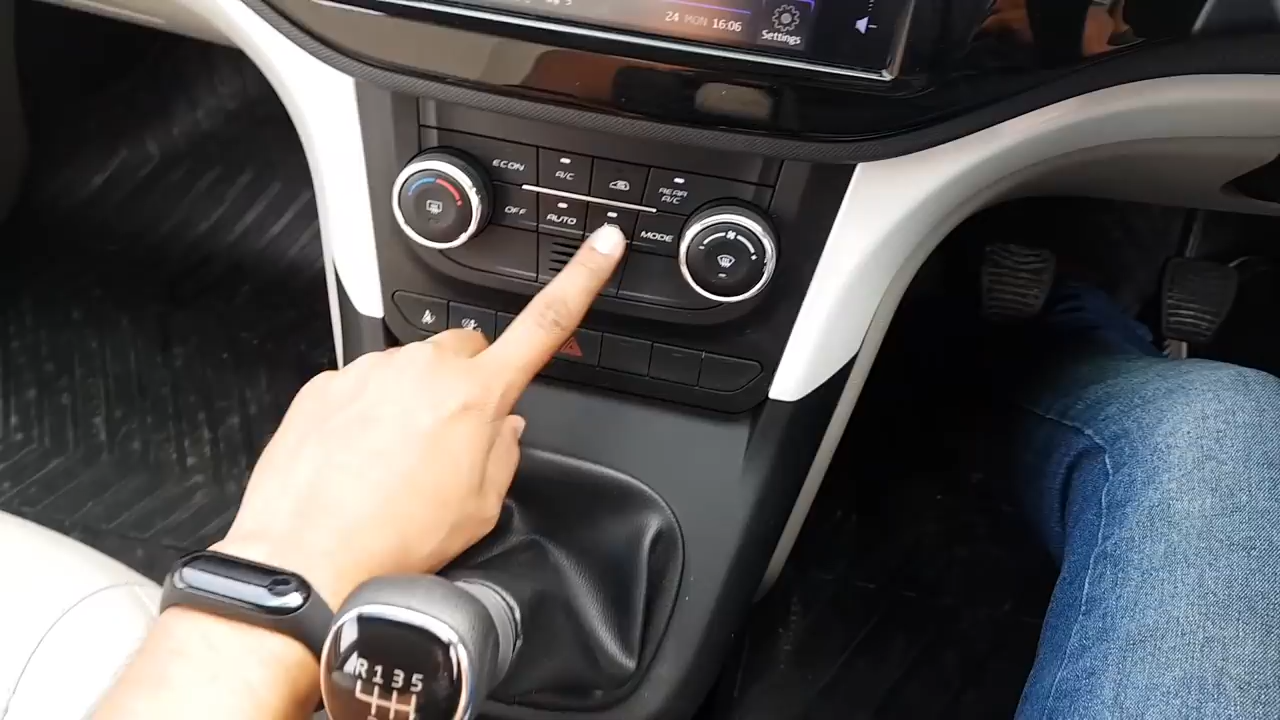 24 MON 16:06
Settings
ECON
A/C
REAR
A/C
OFF
AUTO
MODE
R 1 3 5